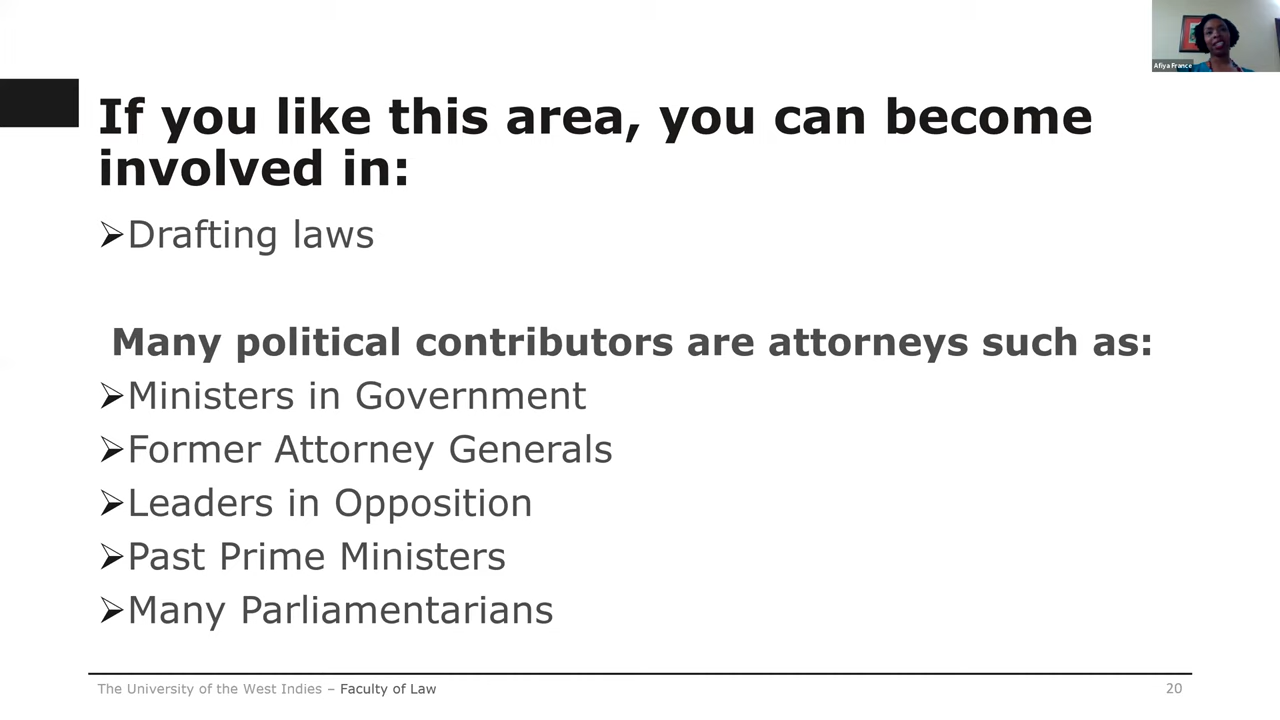 Afiya France
If you like this area, you can become
involved in:
➢Drafting laws
Many political contributors are attorneys such as:
➢Ministers in Government
➢Former Attorney Generals
➢Leaders in Opposition
➢Past Prime Ministers
➢Many Parliamentarians
The University of the West Indies – Faculty of Law
20